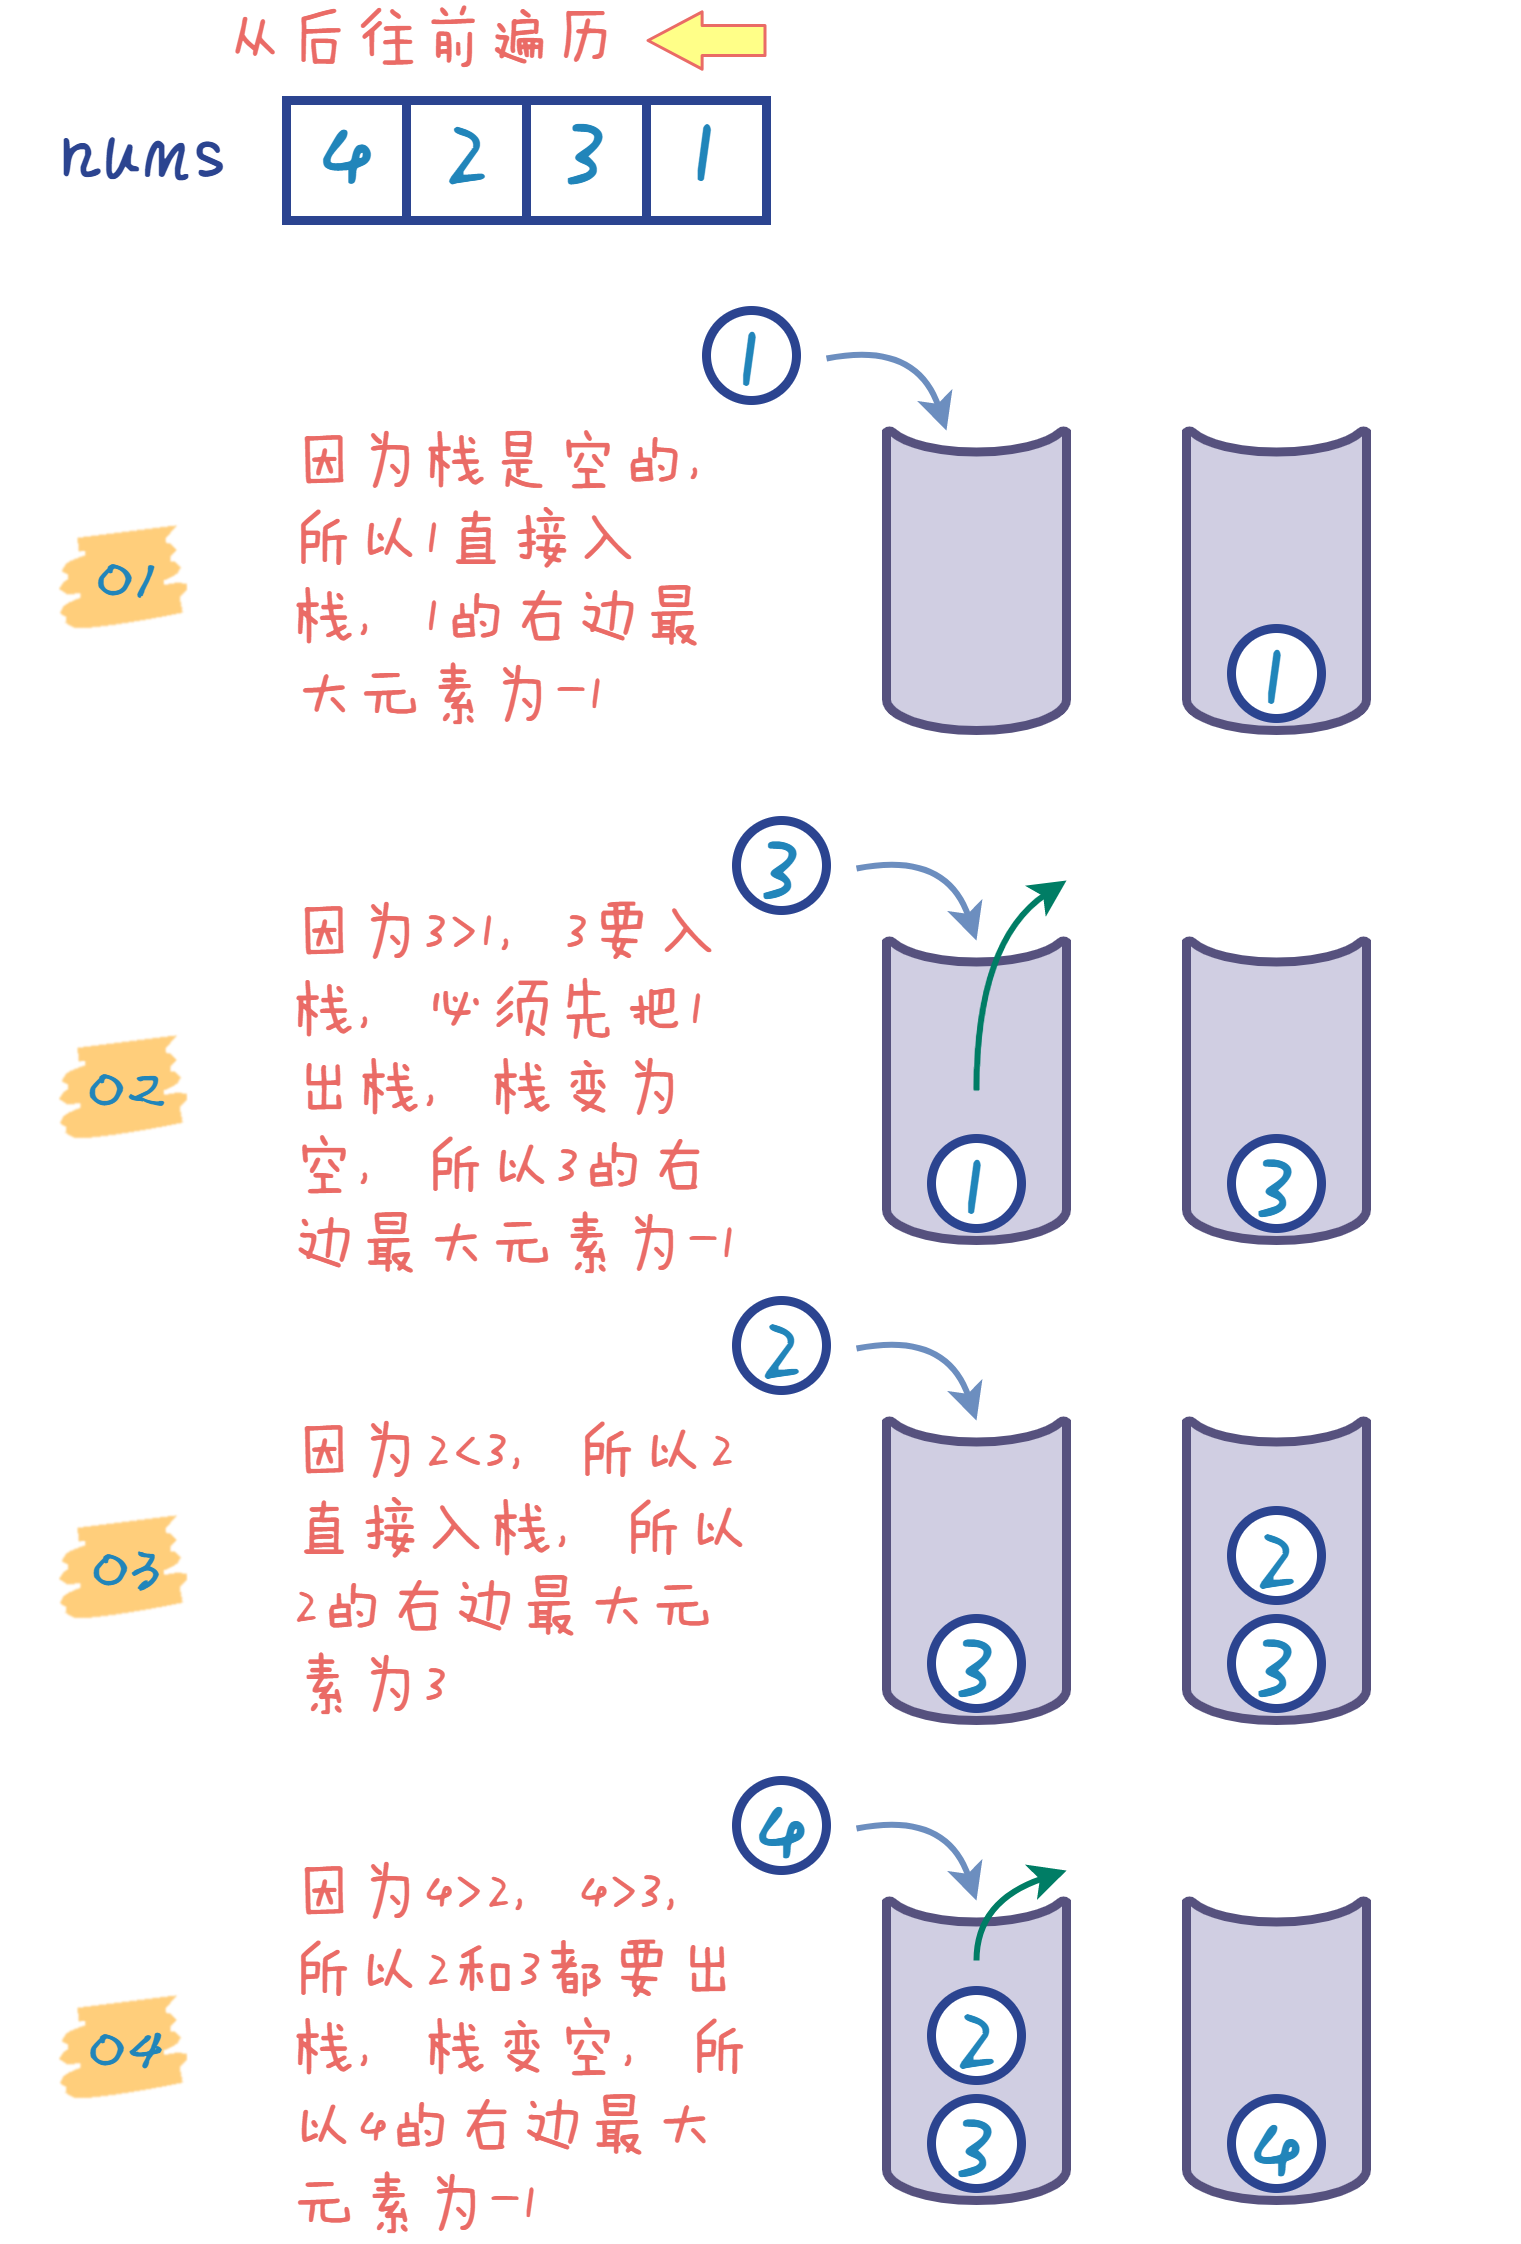 从后往前遍历
nums 4 2 3 1
1
因为栈是空的,
所以1直接入
栈, 1的右边最
大元素为-1
01
1
3
因为3>1, 3要入
栈, 必须先把1
出栈, 栈变为
空, 所以3的右
边最大元素为-1
02
1
3
2
因为2<3, 所以2
直接入栈, 所以
2的右边最大元
素为3
03
3
2
3
4
因为4>2, 4>3,
所以2和3都要出
栈, 栈变空, 所
以4的右边最大
元素为-1
04
2
3
4